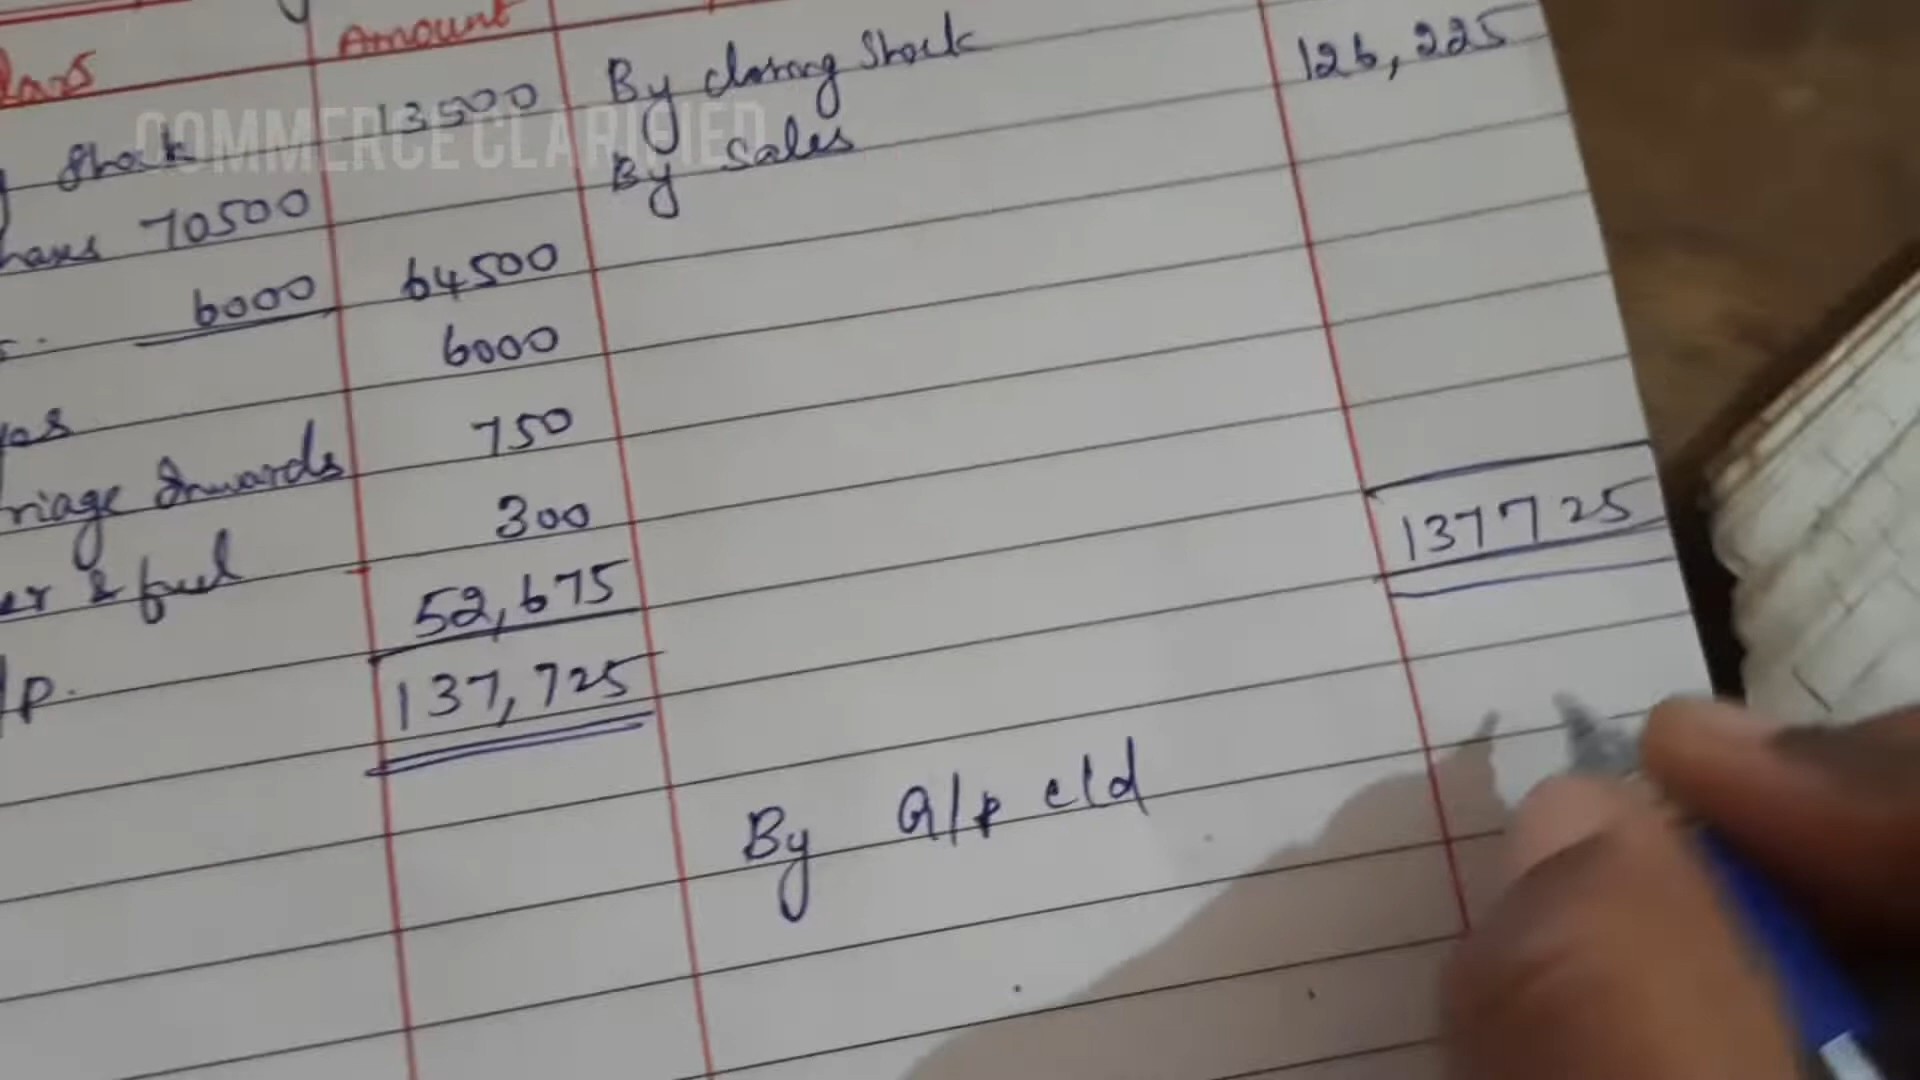 Amount
COMMERCE CLARIFIED
Stock 13500 By closing Stock 126,225
70500 By Sales
6000 64500
6000
riage Inwards 750
er & fuel 300
52,675 137725
/P. 137,725
By G/P c/d